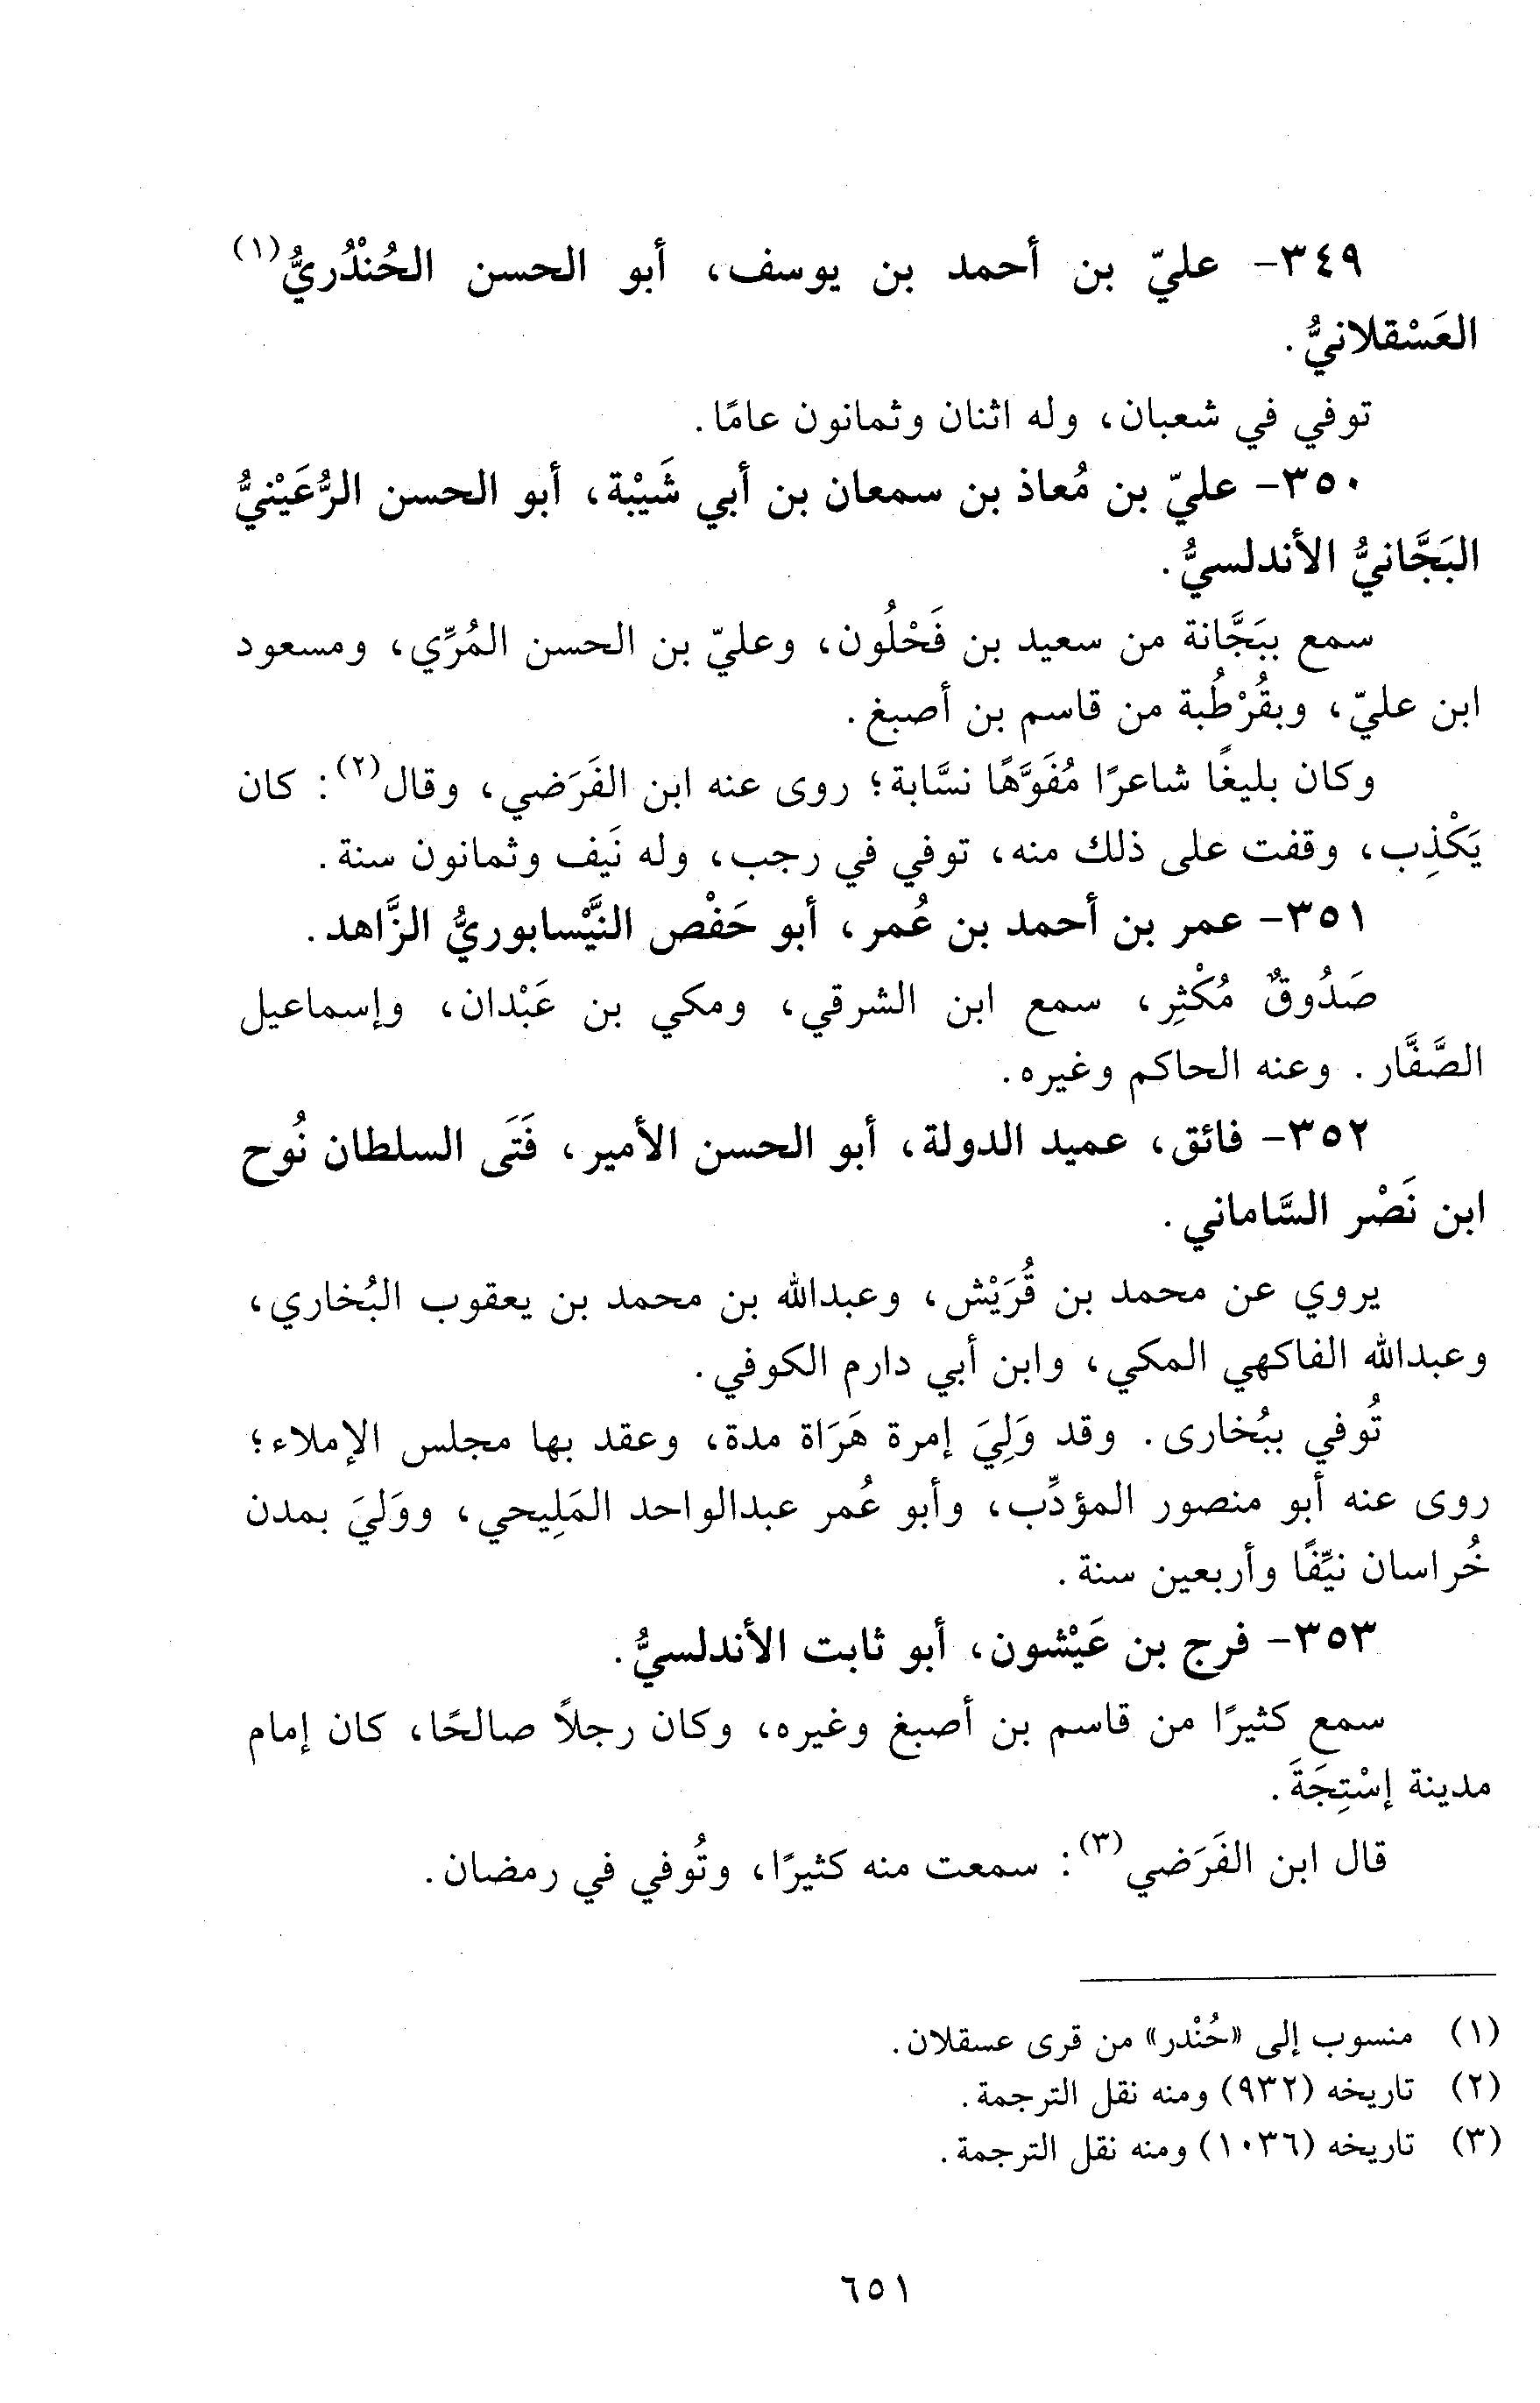 ٣٤٩- عليّ بن أحمد بن يوسف، أبو الحسن الحُنْدُريُّ(١)
العَسْقلانيُّ.
توفي في شعبان، وله اثنان وثمانون عامًا.
٣٥٠- عليّ بن مُعاذ بن سمعان بن أبي شَيْبة، أبو الحسن الرُّعَيْنيُّ
البَجَّانيُّ الأندلسيُّ.
سمع ببَجَّانة من سعيد بن فَحْلُون، وعليّ بن الحسن المُرِّي، ومسعود
ابن عليّ، وبقُرْطُبة من قاسم بن أصبغ.
وكان بليغًا شاعرًا مُفَوَّهًا نسَّابة؛ روى عنه ابن الفَرَضي، وقال(٢): كان
يَكْذِب، وقفت على ذلك منه، توفي في رجب، وله نَيف وثمانون سنة.
٣٥١- عمر بن أحمد بن عُمر، أبو حَفْص النَّيْسابوريُّ الزَّاهد.
صَدُوقٌ مُكْثِر، سمع ابن الشرقي، ومكي بن عَبْدان، وإسماعيل
الصَّفَّار. وعنه الحاكم وغيره.
٣٥٢- فائق، عميد الدولة، أبو الحسن الأمير، فَتَى السلطان نُوح
ابن نَصْر السَّاماني.
يروي عن محمد بن قُرَيْش، وعبدالله بن محمد بن يعقوب البُخاري،
وعبدالله الفاكهي المكي، وابن أبي دارم الكوفي.
تُوفي ببُخارى. وقد وَلِيَ إمرة هَرَاة مدة، وعقد بها مجلس الإملاء؛
روى عنه أبو منصور المؤدِّب، وأبو عُمر عبدالواحد المَلِيحي، ووَليَ بمدن
خُراسان نيِّفًا وأربعين سنة.
٣٥٣- فرج بن عَيْشون، أبو ثابت الأندلسيُّ.
سمع كثيرًا من قاسم بن أصبغ وغيره، وكان رجلاً صالحًا، كان إمام
مدينة إسْتِجَةَ.
قال ابن الفَرَضي(٣): سمعت منه كثيرًا، وتُوفي في رمضان.
(١) منسوب إلى «حُنْدر» من قرى عسقلان.
(٢) تاريخه (٩٣٢) ومنه نقل الترجمة.
(٣) تاريخه (١٠٣٦) ومنه نقل الترجمة.
٦٥١